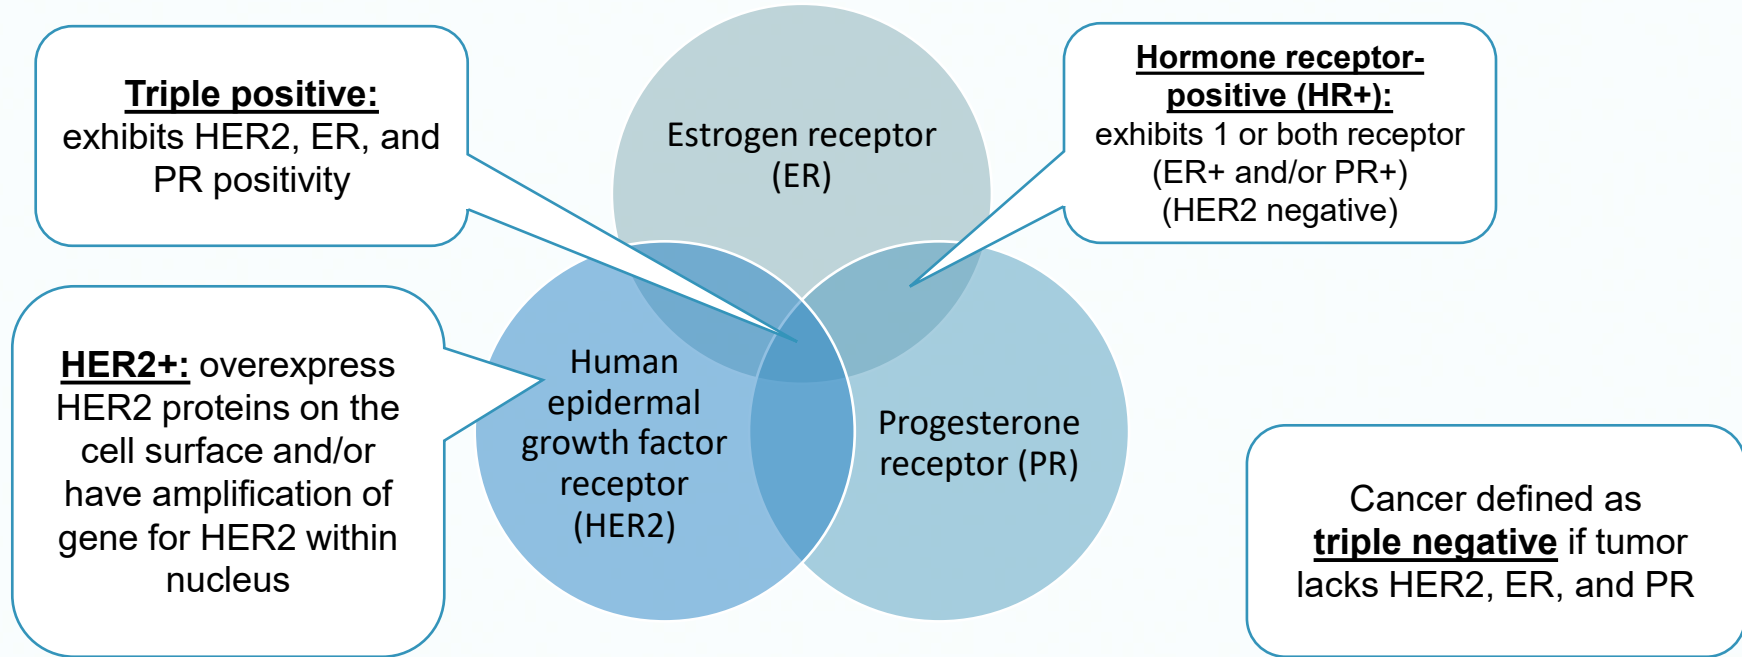 Triple positive:
exhibits HER2, ER, and
PR positivity
Estrogen receptor
(ER)
Hormone receptor-
positive (HR+):
exhibits 1 or both receptor
(ER+ and/or PR+)
(HER2 negative)
HER2+: overexpress
HER2 proteins on the
cell surface and/or
have amplification of
gene for HER2 within
nucleus
Human
epidermal
growth factor
receptor
(HER2)
Progesterone
receptor (PR)
Cancer defined as
triple negative if tumor
lacks HER2, ER, and PR